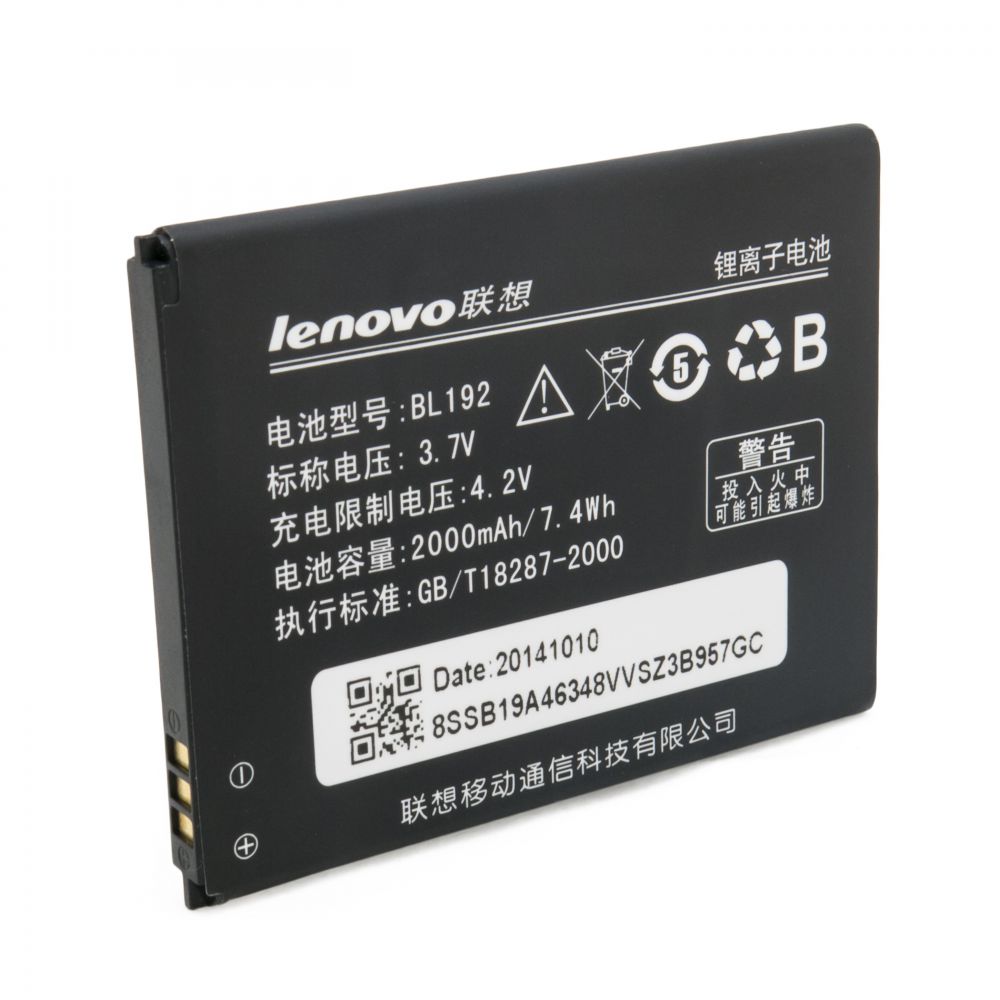 锂离子电池
lenovo联想
5 B
电池型号:BL192
标称电压: 3.7V
充电限制电压:4.2V
电池容量:2000mAh/7.4Wh
执行标准:GB/T18287-2000
警告
投入火中
可能引起爆炸
Date:20141010
8SSB19A46348VVSZ3B957GC
联想移动通信科技有限公司